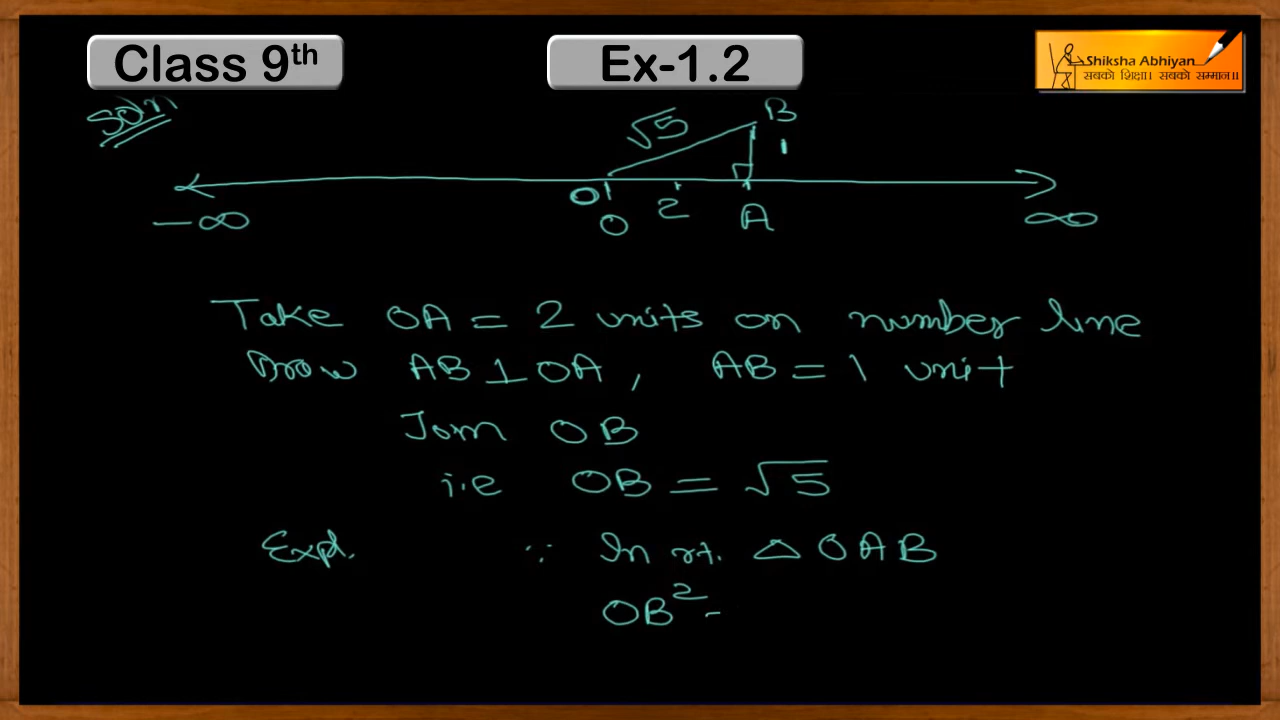 Class 9th
Ex-1.2
Shiksha Abhiyan
सबको शिक्षा। सबको सम्मान॥
Soln
√5 B
1
O
-∞ 0 2 A ∞
Take OA = 2 units on number line
Draw AB ⊥ OA, AB = 1 unit
Join OB
i.e OB = √5
Expl. ∵ In rt. △ OAB
OB² -